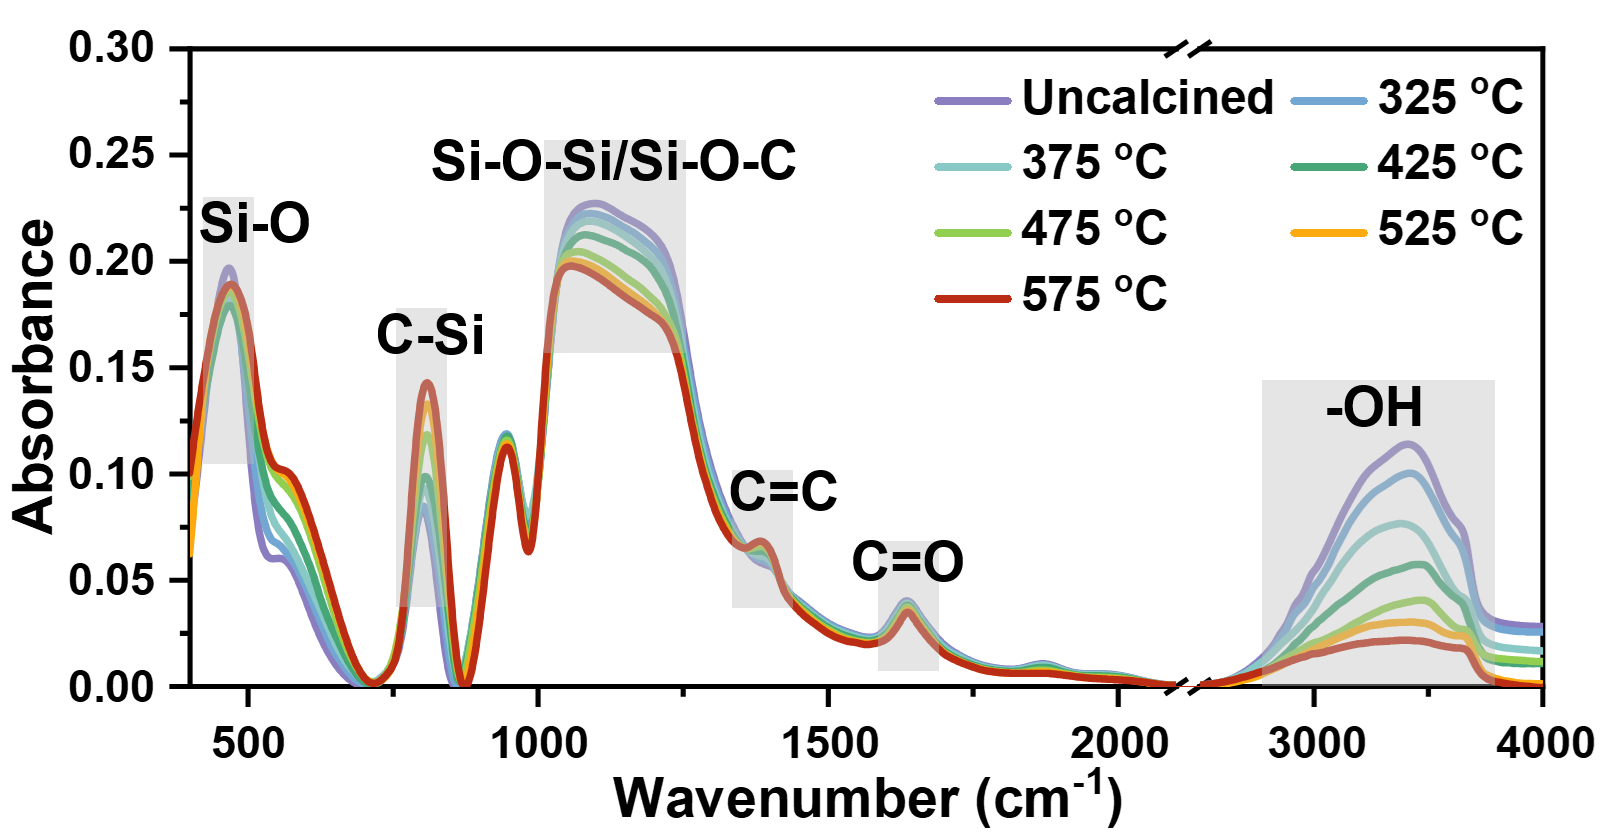 0.30
0.25
0.20
0.15
0.10
0.05
0.00
Absorbance
Si-O
C-Si
Si-O-Si/Si-O-C
C=C
C=O
-OH
Uncalcined
325 °C
375 °C
425 °C
475 °C
525 °C
575 °C
500
1000
1500
2000
3000
4000
Wavenumber (cm⁻¹)